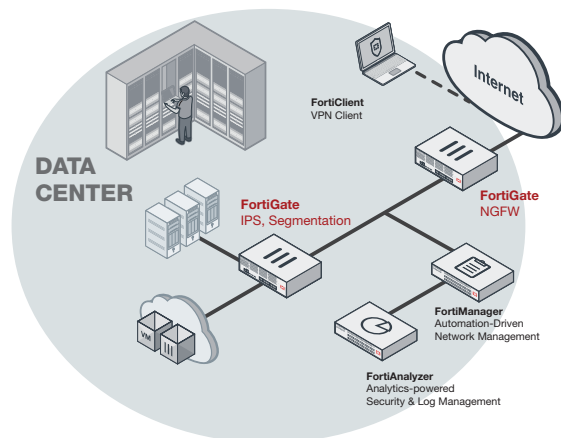 Internet
FortiClient
VPN Client
DATA
CENTER
FortiGate
NGFW
FortiGate
IPS, Segmentation
FortiManager
Automation-Driven
Network Management
VM
FortiAnalyzer
Analytics-powered
Security & Log Management